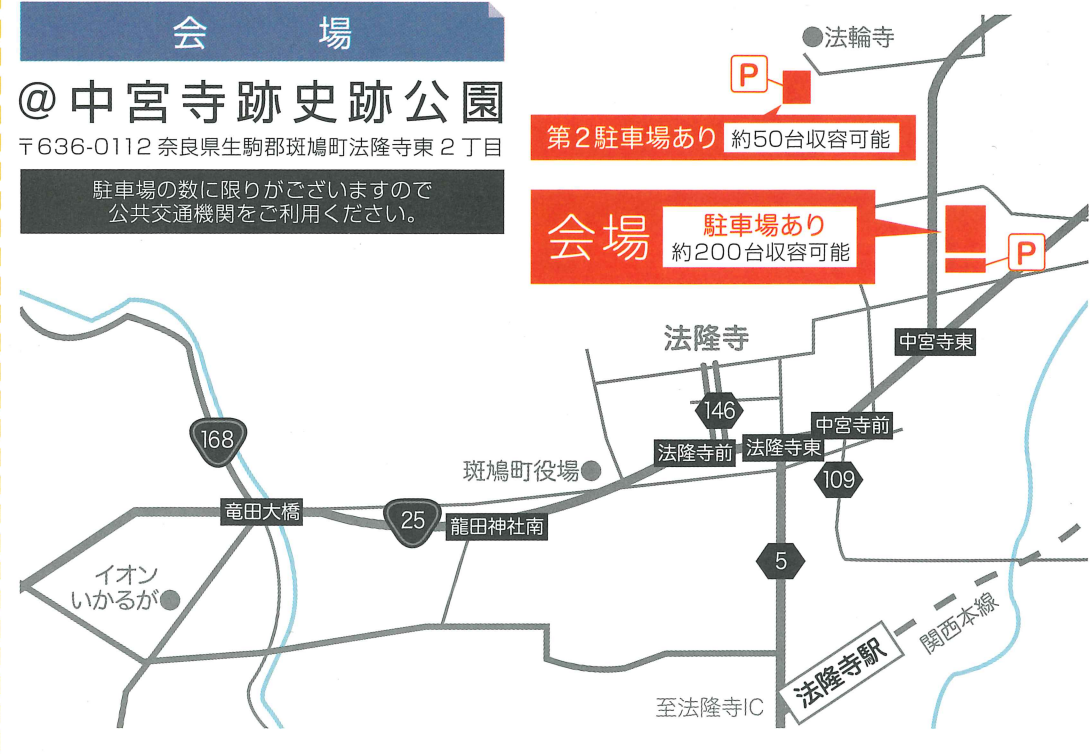 会場
@中宮寺跡史跡公園
〒636-0112 奈良県生駒郡斑鳩町法隆寺東2丁目
駐車場の数に限りがございますので
公共交通機関をご利用ください。
●法輪寺
P
第2駐車場あり 約50台収容可能
会場
駐車場あり
約200台収容可能
P
法隆寺
中宮寺東
146
中宮寺前
法隆寺前
法隆寺東
168
斑鳩町役場●
109
竜田大橋
25
龍田神社南
5
イオン
いかるが●
関西本線
法隆寺駅
至法隆寺IC